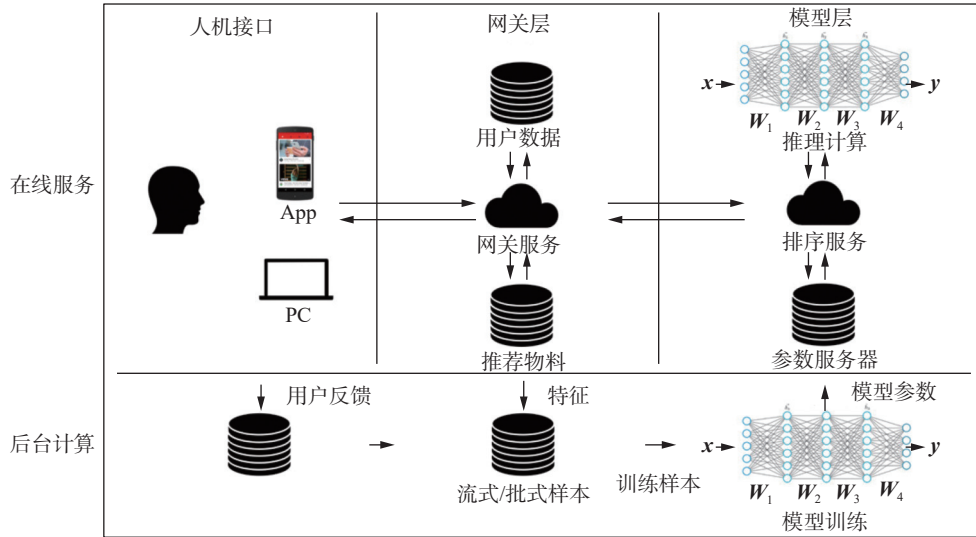 人机接口
网关层
模型层
x
y
W1 W2 W3 W4
用户数据
推理计算
在线服务
App
网关服务
排序服务
PC
推荐物料
参数服务器
用户反馈
特征
模型参数
后台计算
x
y
流式/批式样本
训练样本
W1 W2 W3 W4
模型训练